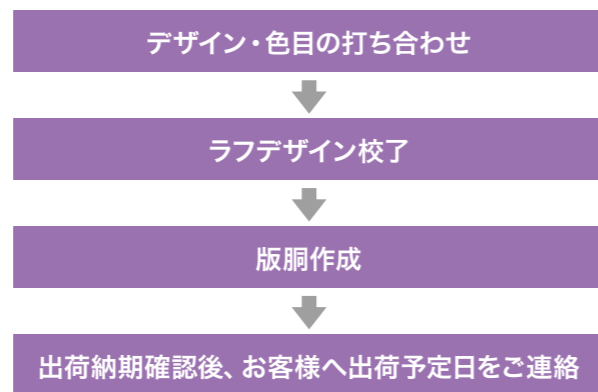 デザイン・色目の打ち合わせ
ラフデザイン校了
版胴作成
出荷納期確認後、お客様へ出荷予定日をご連絡